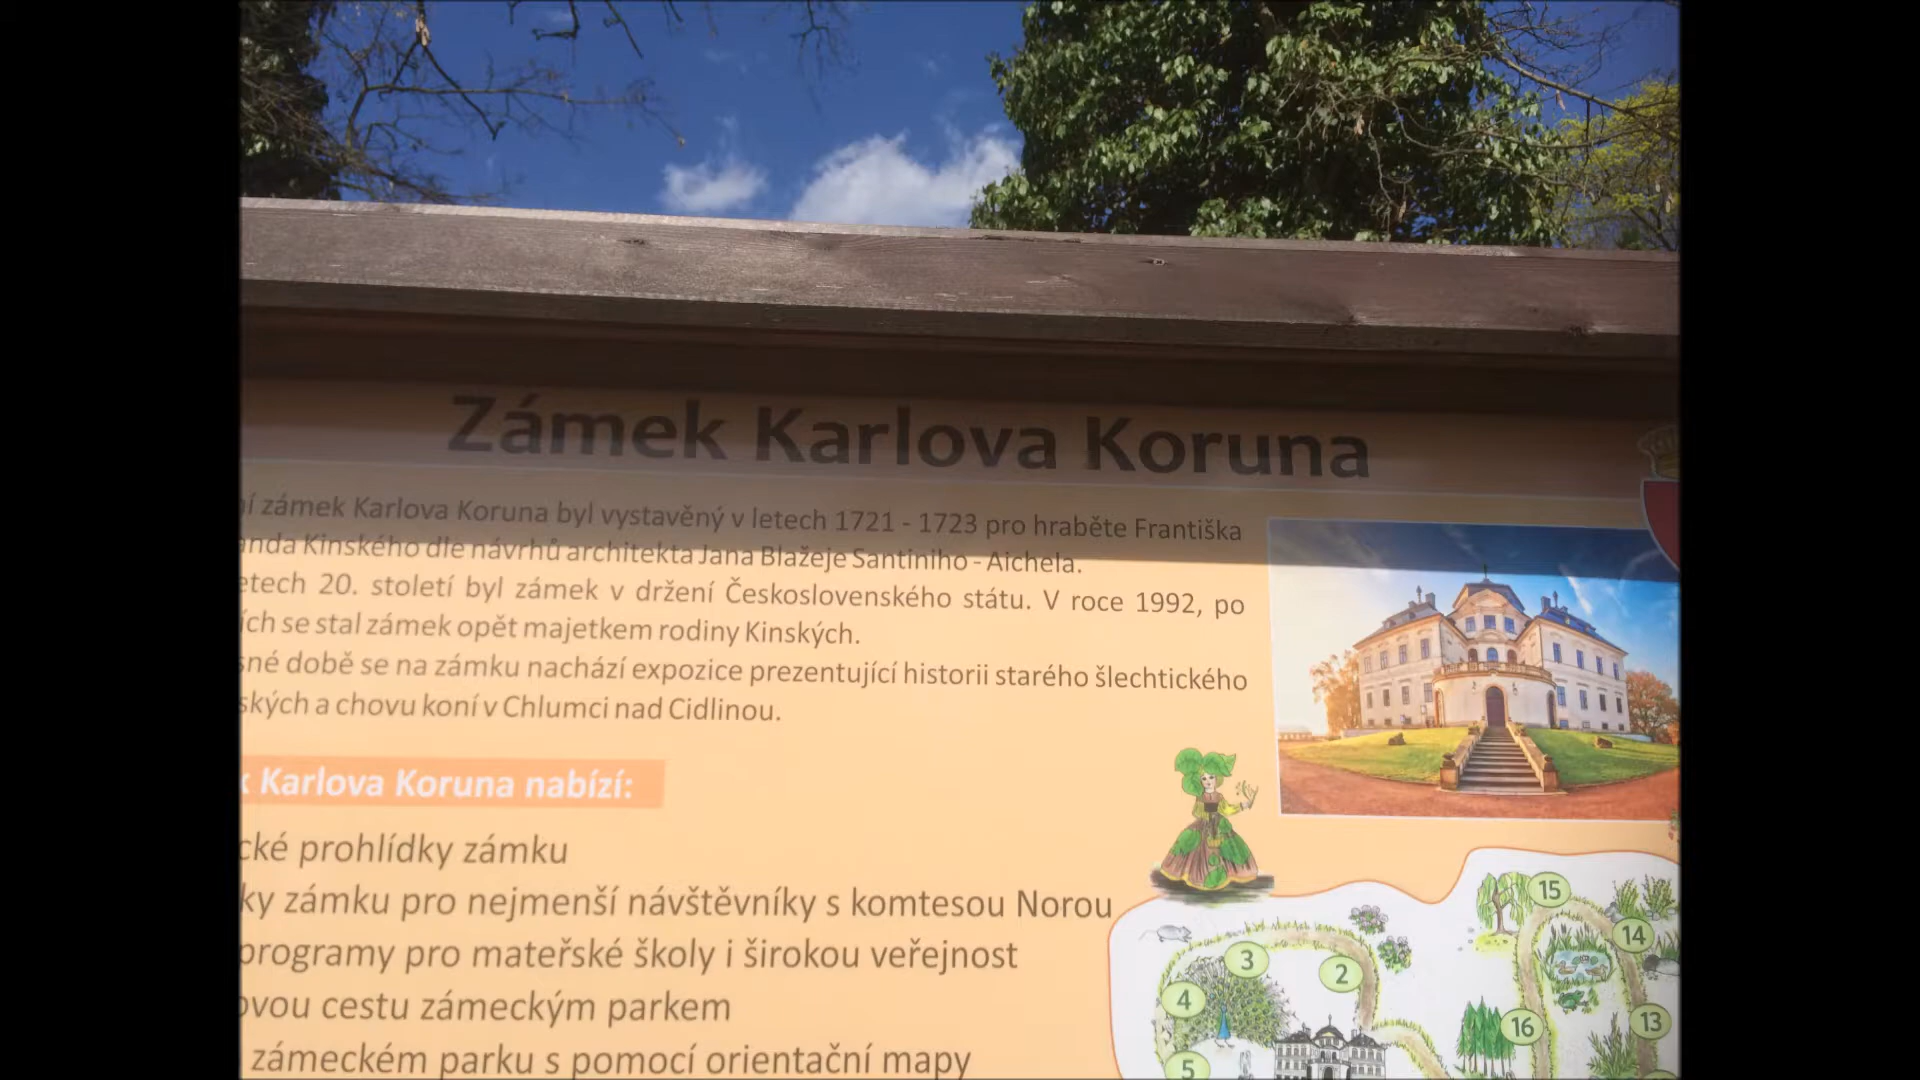 Zámek Karlova Koruna
zámek Karlova Koruna byl vystavěný v letech 1721 - 1723 pro hraběte Františka
Kinského dle návrhů architekta Jana Blažeje Santiniho - Aichela.
20. století byl zámek v držení Československého státu. V roce 1992, po
se stal zámek opět majetkem rodiny Kinských.
době se na zámku nachází expozice prezentující historii starého šlechtického
a chovu koní v Chlumci nad Cidlinou.
Karlova Koruna nabízí:
prohlídky zámku
zámku pro nejmenší návštěvníky s komtesou Norou
programy pro mateřské školy i širokou veřejnost
cestu zámeckým parkem
zámeckém parku s pomocí orientační mapy
15
14
3
2
4
16
13
5